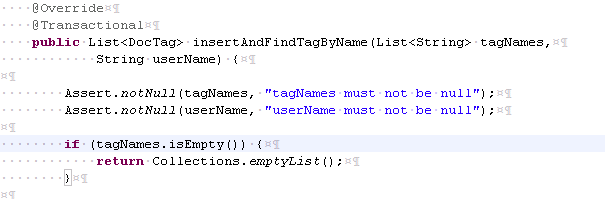 @Override
@Transactional
public List<DocTag> insertAndFindTagByName(List<String> tagNames,
String userName) {
Assert.notNull(tagNames, "tagNames must not be null");
Assert.notNull(userName, "userName must not be null");
if (tagNames.isEmpty()) {
return Collections.emptyList();
}